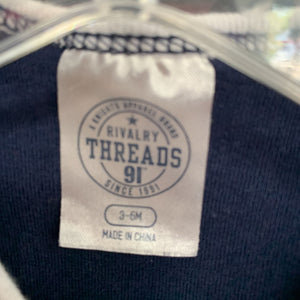 A KNIGHTS APPAREL BRAND
RIVALRY
THREADS
91
SINCE 1991
3-6M
MADE IN CHINA